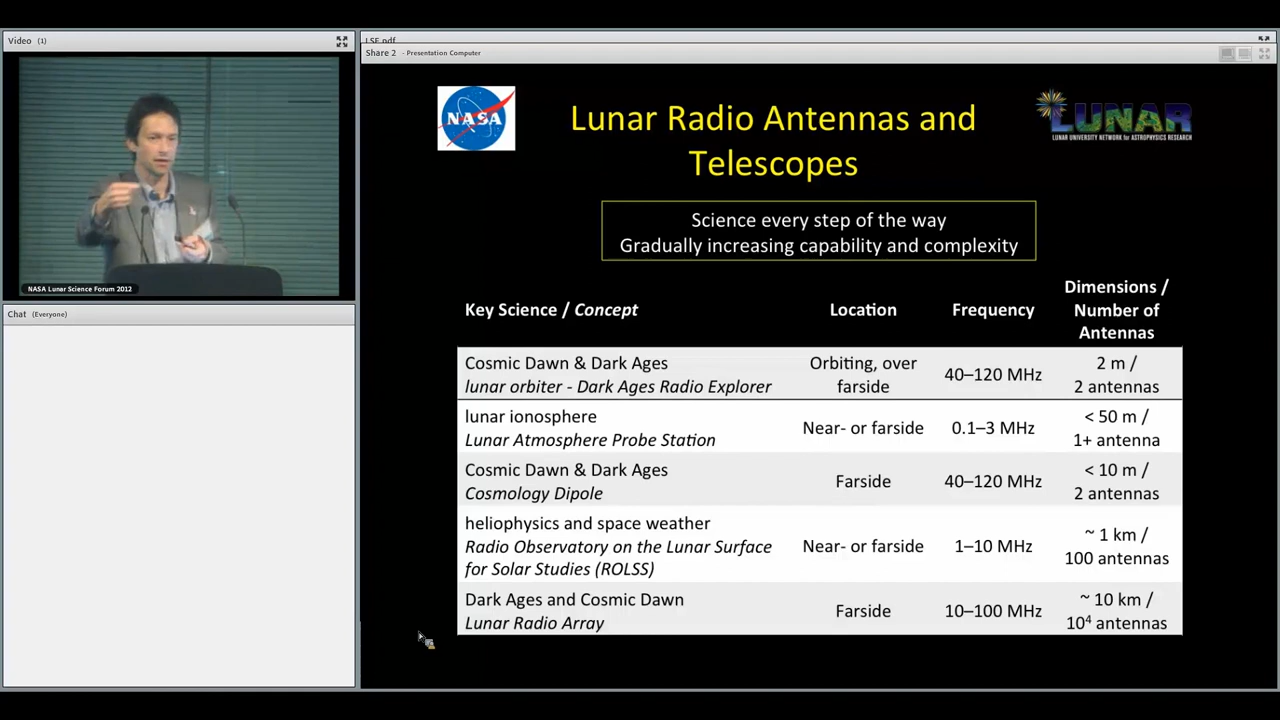 Video (1)
NASA Lunar Science Forum 2012
Chat (Everyone)
LSF.pdf
Share 2 - Presentation Computer
NASA
Lunar Radio Antennas and
Telescopes
LUNAR
LUNAR UNIVERSITY NETWORK for ASTROPHYSICS RESEARCH
Science every step of the way
Gradually increasing capability and complexity
Key Science / Concept
Location
Frequency
Dimensions /
Number of
Antennas
Cosmic Dawn & Dark Ages
lunar orbiter - Dark Ages Radio Explorer
Orbiting, over
farside
40–120 MHz
2 m /
2 antennas
lunar ionosphere
Lunar Atmosphere Probe Station
Near- or farside
0.1–3 MHz
< 50 m /
1+ antenna
Cosmic Dawn & Dark Ages
Cosmology Dipole
Farside
40–120 MHz
< 10 m /
2 antennas
heliophysics and space weather
Radio Observatory on the Lunar Surface
for Solar Studies (ROLSS)
Near- or farside
1–10 MHz
~ 1 km /
100 antennas
Dark Ages and Cosmic Dawn
Lunar Radio Array
Farside
10–100 MHz
~ 10 km /
10⁴ antennas